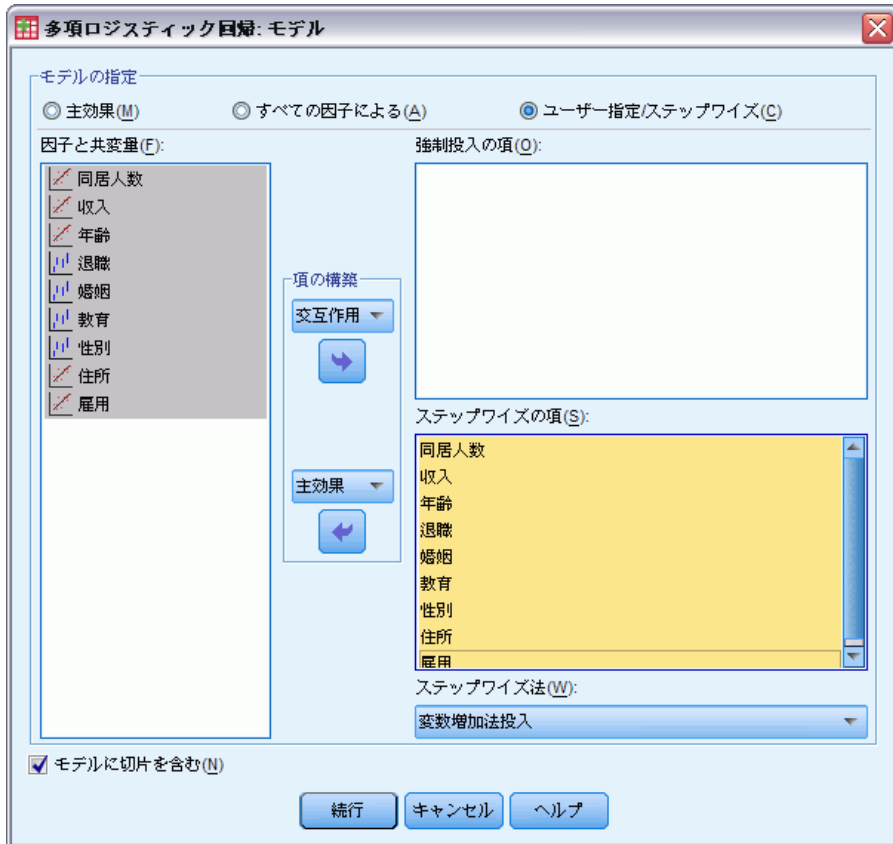 多項ロジスティック回帰: モデル
モデルの指定
主効果(M)
すべての因子による(A)
ユーザー指定/ステップワイズ(C)
因子と共変量(F):
同居人数
収入
年齢
退職
婚姻
教育
性別
住所
雇用
項の構築
交互作用
主効果
強制投入の項(O):
ステップワイズの項(S):
同居人数
収入
年齢
退職
婚姻
教育
性別
住所
雇用
ステップワイズ法(W):
変数増加法投入
モデルに切片を含む(N)
続行
キャンセル
ヘルプ